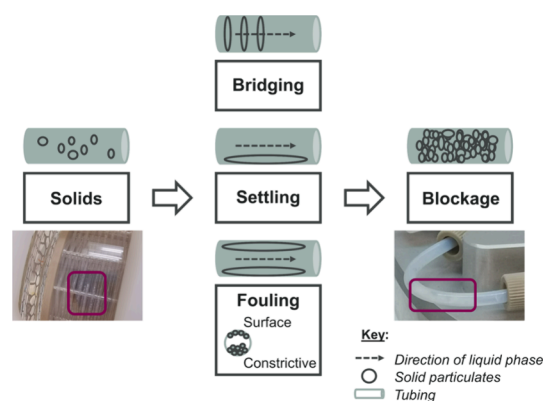 Bridging
Solids
Settling
Blockage
Fouling
Surface
Constrictive
Key:
Direction of liquid phase
Solid particulates
Tubing